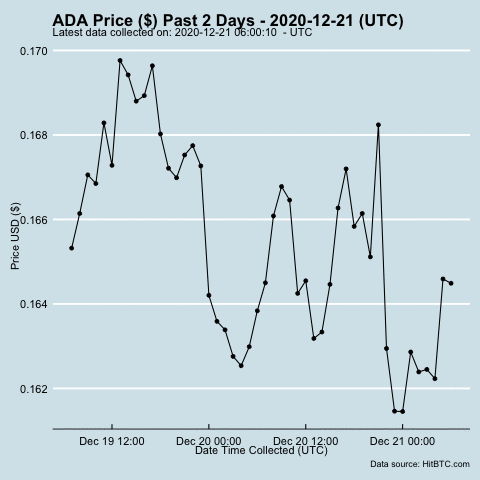 ADA Price ($) Past 2 Days - 2020-12-21 (UTC)
Latest data collected on: 2020-12-21 06:00:10  - UTC
0.170
0.168
0.166
0.164
0.162
Price USD ($)
Dec 19 12:00 Dec 20 00:00 Dec 20 12:00 Dec 21 00:00
Date Time Collected (UTC)
Data source: HitBTC.com